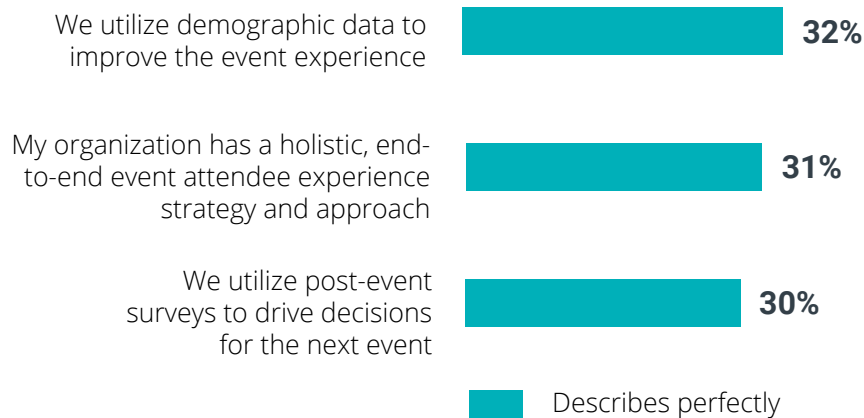 We utilize demographic data to
improve the event experience
32%
My organization has a holistic, end-
to-end event attendee experience
strategy and approach
31%
We utilize post-event
surveys to drive decisions
for the next event
30%
Describes perfectly